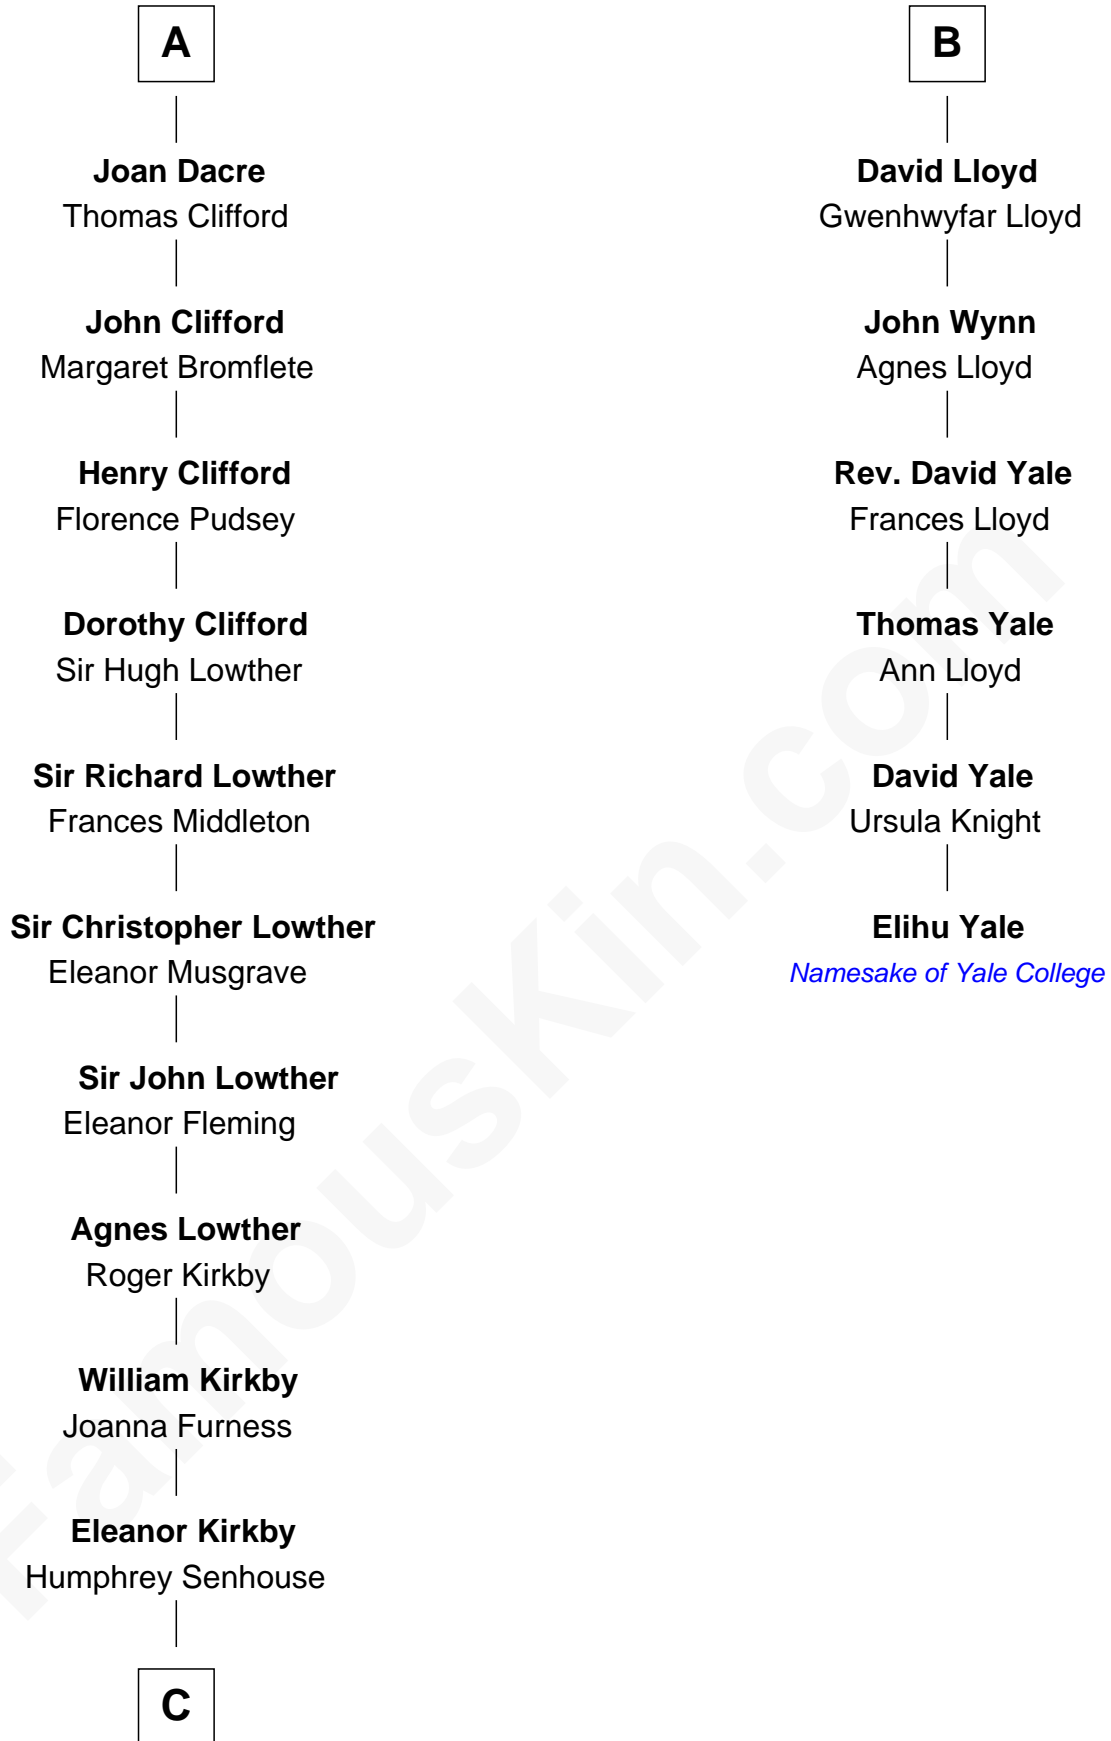 A
Joan Dacre
Thomas Clifford
John Clifford
Margaret Bromflete
Henry Clifford
Florence Pudsey
Dorothy Clifford
Sir Hugh Lowther
Sir Richard Lowther
Frances Middleton
Sir Christopher Lowther
Eleanor Musgrave
Sir John Lowther
Eleanor Fleming
Agnes Lowther
Roger Kirkby
William Kirkby
Joanna Furness
Eleanor Kirkby
Humphrey Senhouse
C
B
David Lloyd
Gwenhwyfar Lloyd
John Wynn
Agnes Lloyd
Rev. David Yale
Frances Lloyd
Thomas Yale
Ann Lloyd
David Yale
Ursula Knight
Elihu Yale
Namesake of Yale College
FamousKin.com